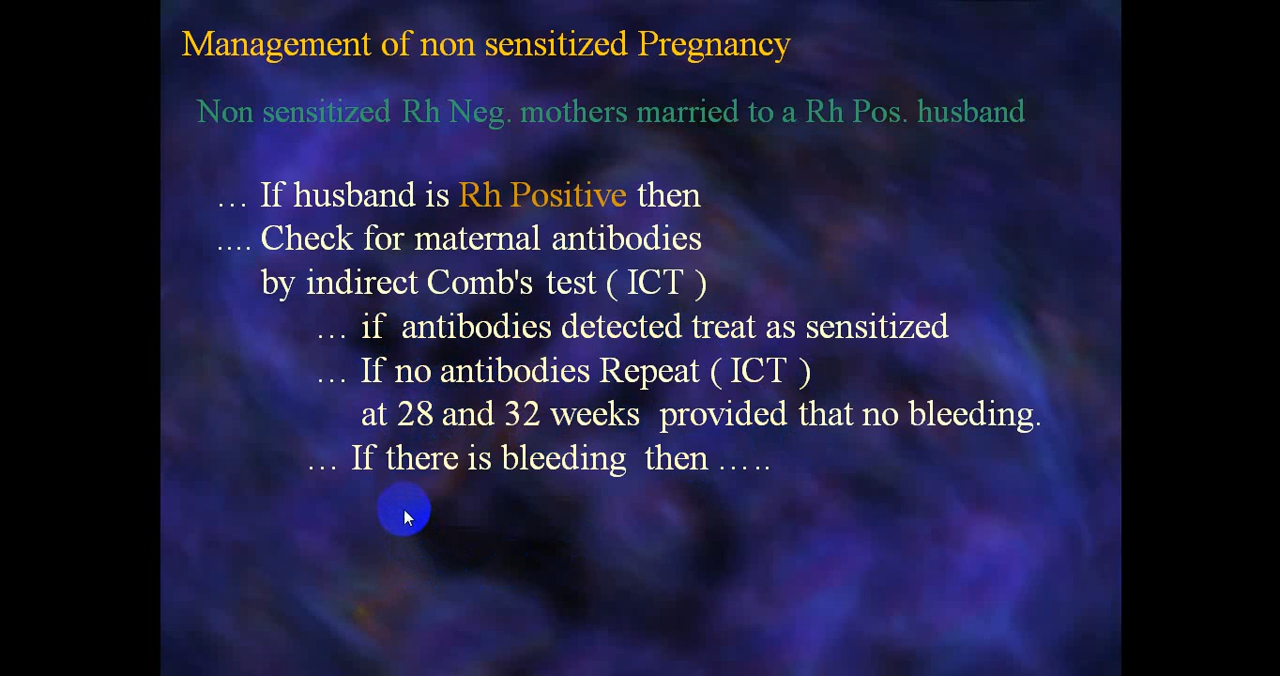 Management of non sensitized Pregnancy
Non sensitized Rh Neg. mothers married to a Rh Pos. husband
... If husband is Rh Positive then
.... Check for maternal antibodies
by indirect Comb's test ( ICT )
... if antibodies detected treat as sensitized
... If no antibodies Repeat ( ICT )
at 28 and 32 weeks provided that no bleeding.
... If there is bleeding then .....